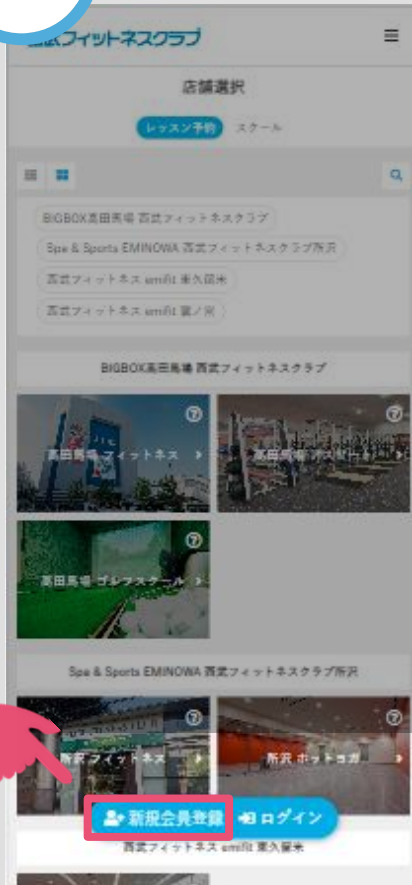 西武フィットネスクラブ
店舗選択
レッスン予約 スクール
BIGBOX高田馬場 西武フィットネスクラブ
Spa & Sports EMINOWA 西武フィットネスクラブ所沢
西武フィットネス emifit 東久留米
西武フィットネス emifit 鷺ノ宮
BIGBOX高田馬場 西武フィットネスクラブ
高田馬場 フィットネス
高田馬場
高田馬場 ゴルフスクール
Spa & Sports EMINOWA 西武フィットネスクラブ所沢
所沢 フィットネス
所沢 ホットヨガ
新規会員登録 ログイン
西武フィットネス emifit 東久留米